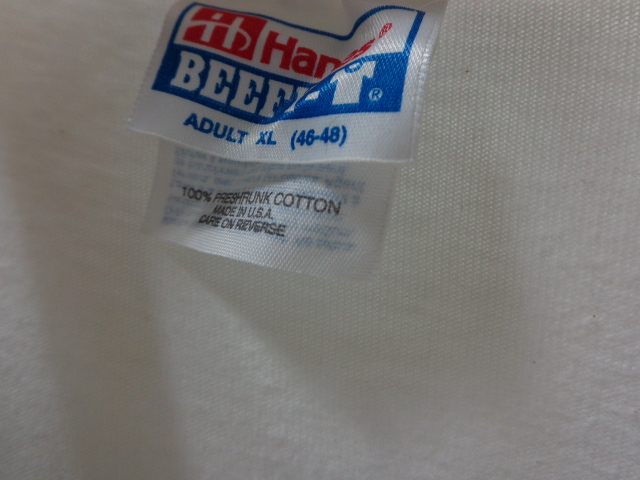 Hanes®
BEEFY-T®
ADULT XL (46-48)
100% PRESHRUNK COTTON
MADE IN U.S.A.
CARE ON REVERSE